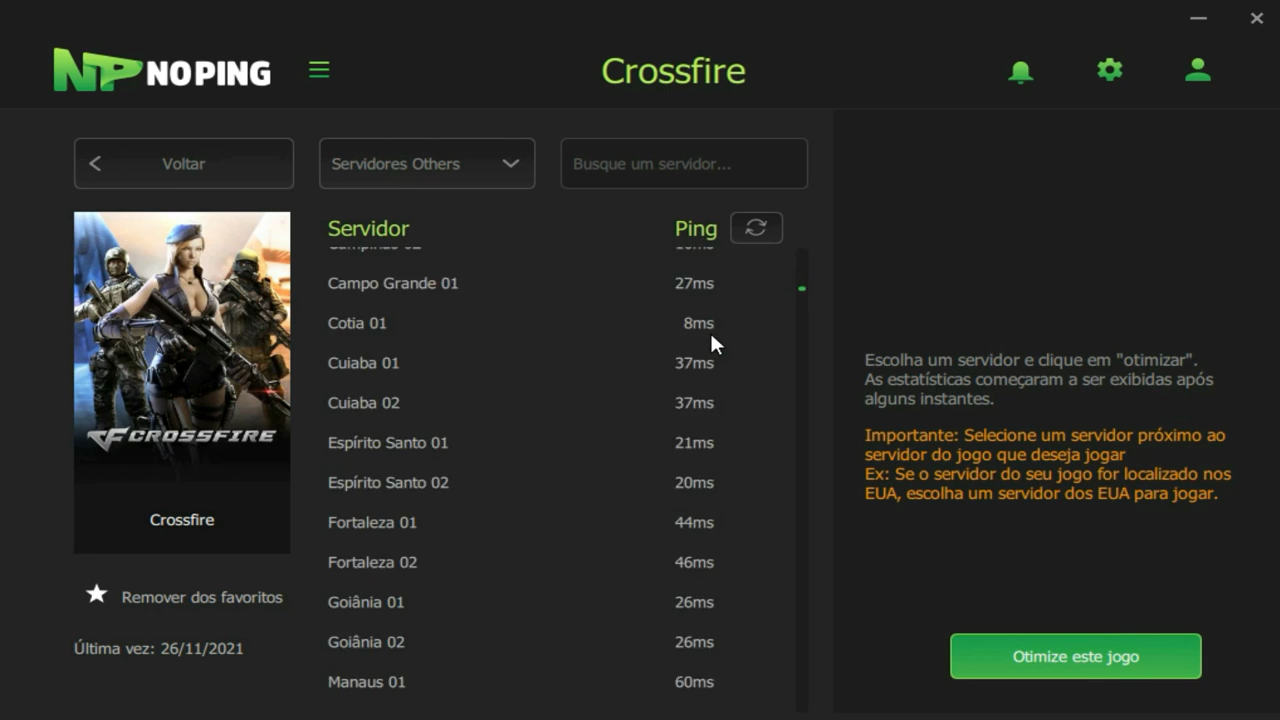 NP NOPING
Crossfire
Voltar
Servidores Others
Busque um servidor...
Servidor Ping
Campo Grande 01 27ms
Cotia 01 8ms
Cuiaba 01 37ms
Cuiaba 02 37ms
Espírito Santo 01 21ms
Espírito Santo 02 20ms
Fortaleza 01 44ms
Fortaleza 02 46ms
Goiânia 01 26ms
Goiânia 02 26ms
Manaus 01 60ms
CF CROSSFIRE
Crossfire
Remover dos favoritos
Última vez: 26/11/2021
Escolha um servidor e clique em "otimizar".
As estatísticas começaram a ser exibidas após
alguns instantes.
Importante: Selecione um servidor próximo ao
servidor do jogo que deseja jogar
Ex: Se o servidor do seu jogo for localizado nos
EUA, escolha um servidor dos EUA para jogar.
Otimize este jogo